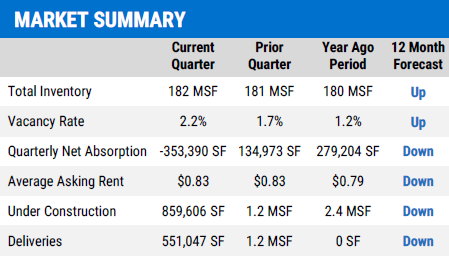 MARKET SUMMARY
Current Quarter Prior Quarter Year Ago Period 12 Month Forecast
Total Inventory 182 MSF 181 MSF 180 MSF Up
Vacancy Rate 2.2% 1.7% 1.2% Up
Quarterly Net Absorption -353,390 SF 134,973 SF 279,204 SF Down
Average Asking Rent $0.83 $0.83 $0.79 Down
Under Construction 859,606 SF 1.2 MSF 2.4 MSF Down
Deliveries 551,047 SF 1.2 MSF 0 SF Down